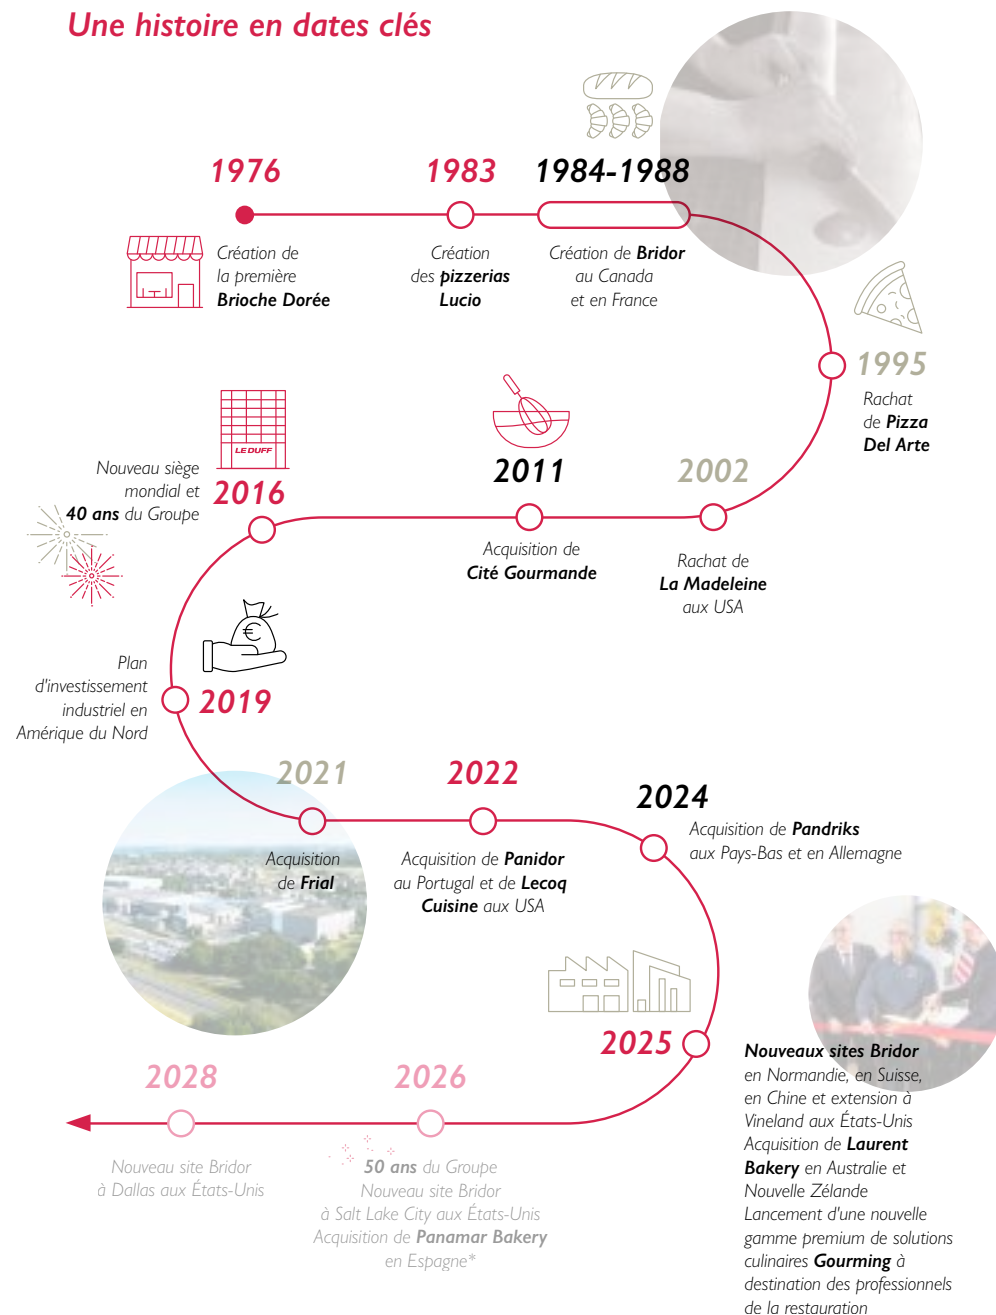 Une histoire en dates clés
1976
Création de
la première
Brioche Dorée
1983
Création
des pizzerias
Lucio
1984-1988
Création de Bridor
au Canada
et en France
1995
Rachat
de Pizza
Del Arte
2002
Rachat de
La Madeleine
aux USA
2011
Acquisition de
Cité Gourmande
LE DUFF
2016
Nouveau siège
mondial et
40 ans du Groupe
2019
Plan
d'investissement
industriel en
Amérique du Nord
2021
Acquisition
de Frial
2022
Acquisition de Panidor
au Portugal et de Lecoq
Cuisine aux USA
2024
Acquisition de Pandriks
aux Pays-Bas et en Allemagne
2025
Nouveaux sites Bridor
en Normandie, en Suisse,
en Chine et extension à
Vineland aux États-Unis
Acquisition de Laurent
Bakery en Australie et
Nouvelle Zélande
Lancement d'une nouvelle
gamme premium de solutions
culinaires Gourming à
destination des professionnels
de la restauration
2026
50 ans du Groupe
Nouveau site Bridor
à Salt Lake City aux États-Unis
Acquisition de Panamar Bakery
en Espagne*
2028
Nouveau site Bridor
à Dallas aux États-Unis